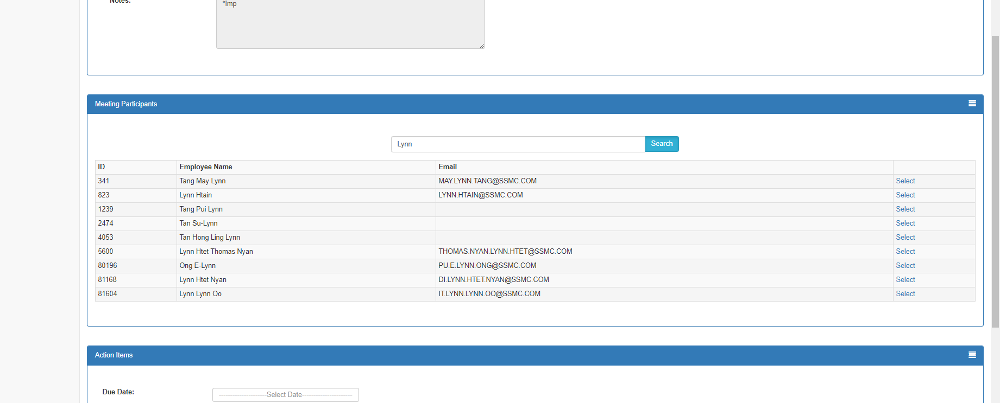 Notes:
*Imp
Meeting Participants
Lynn Search
ID Employee Name Email
341 Tang May Lynn MAY.LYNN.TANG@SSMC.COM Select
823 Lynn Htain LYNN.HTAIN@SSMC.COM Select
1239 Tang Pui Lynn Select
2474 Tan Su-Lynn Select
4053 Tan Hong Ling Lynn Select
5600 Lynn Htet Thomas Nyan THOMAS.NYAN.LYNN.HTET@SSMC.COM Select
80196 Ong E-Lynn PU.E.LYNN.ONG@SSMC.COM Select
81168 Lynn Htet Nyan DI.LYNN.HTET.NYAN@SSMC.COM Select
81604 Lynn Lynn Oo IT.LYNN.LYNN.OO@SSMC.COM Select
Action Items
Due Date: ---------------------Select Date----------------------